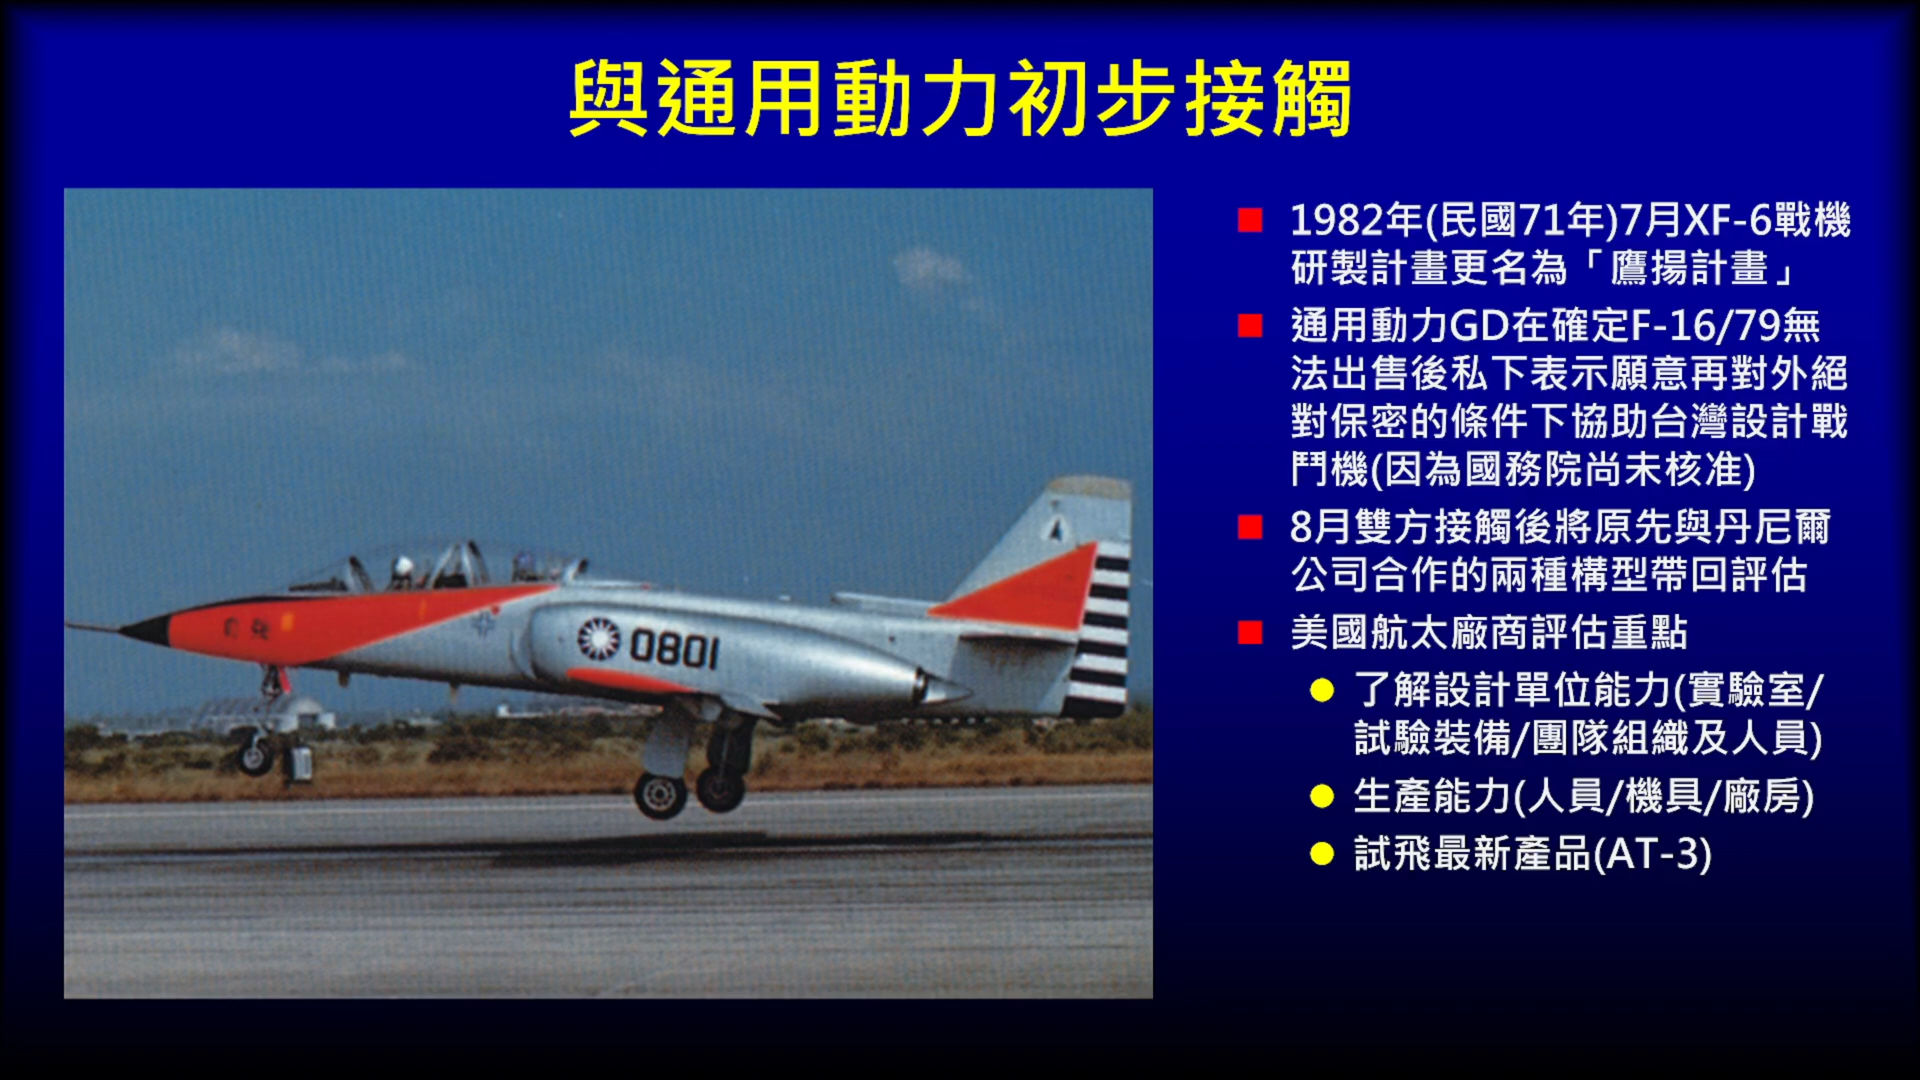 與通用動力初步接觸
0801
1982年(民國71年)7月XF-6戰機
研製計畫更名為「鷹揚計畫」
通用動力GD在確定F-16/79無
法出售後私下表示願意再對外絕
對保密的條件下協助台灣設計戰
鬥機(因為國務院尚未核准)
8月雙方接觸後將原先與丹尼爾
公司合作的兩種構型帶回評估
美國航太廠商評估重點
了解設計單位能力(實驗室/
試驗裝備/團隊組織及人員)
生產能力(人員/機具/廠房)
試飛最新產品(AT-3)